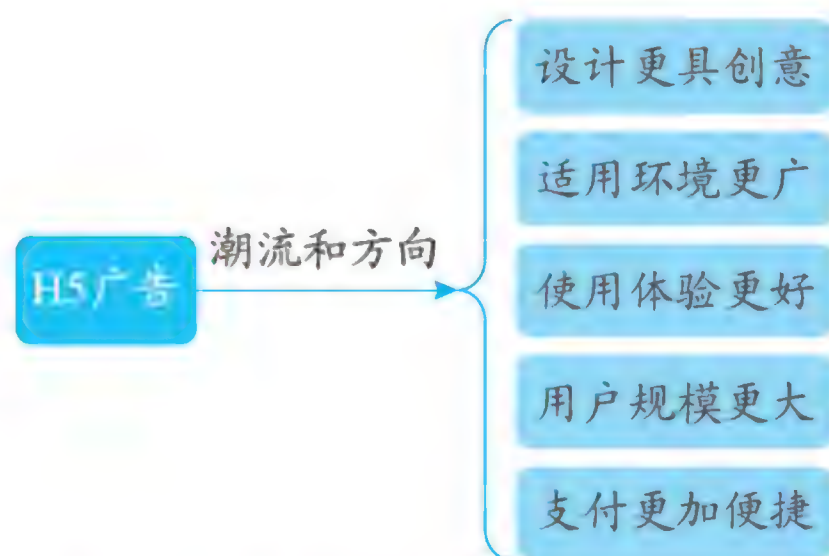 H5广告
潮流和方向
设计更具创意
适用环境更广
使用体验更好
用户规模更大
支付更加便捷